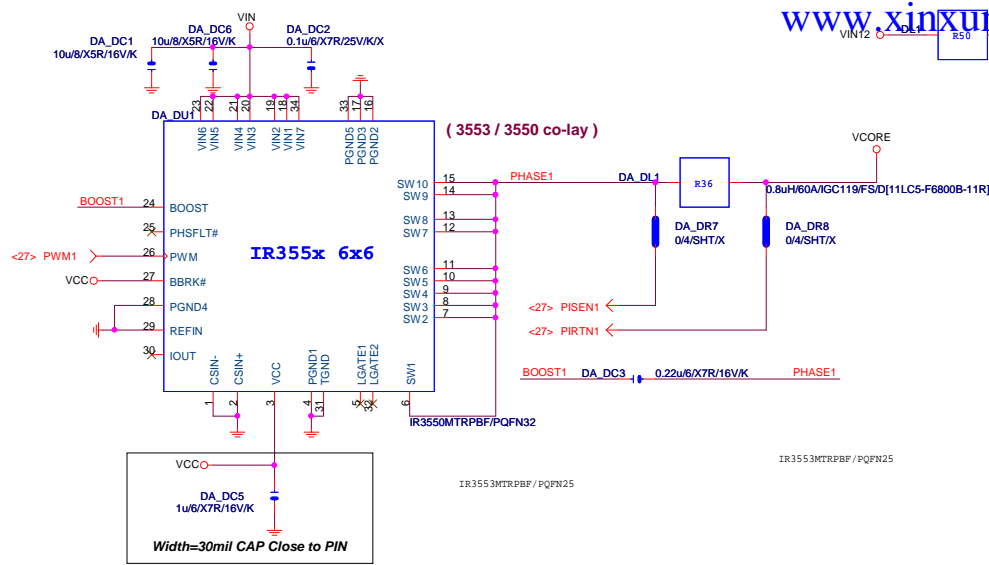 www.xinxun
VIN12
DL1
R50
VIN
DA_DC1
10u/8/X5R/16V/K
DA_DC6
10u/8/X5R/16V/K
DA_DC2
0.1u/6/X7R/25V/K/X
23 22 21 20 19 18 34 33 17 16
DA_DU1
VIN6 VIN5 VIN4 VIN3 VIN2 VIN1 VIN7 PGND5 PGND3 PGND2
( 3553 / 3550 co-lay )
VCORE
BOOST1 24 BOOST
25 PHSFLT#
<27> PWM1 26 PWM
VCC 27 BBRK#
28 PGND4
29 REFIN
30 IOUT
IR355x 6x6
SW10 15 PHASE1
SW9 14
SW8 13
SW7 12
SW6 11
SW5 10
SW4 9
SW3 8
SW2 7
DA_DL1
R36
0.8uH/60A/IGC119/FS/D[11LC5-F6800B-11R]
DA_DR7
0/4/SHT/X
DA_DR8
0/4/SHT/X
<27> PISEN1
<27> PIRTN1
CSIN- CSIN+ VCC PGND1 TGND LGATE1 LGATE2 SW1
1 2 3 4 31 5 32 6
BOOST1 DA_DC3 0.22u/6/X7R/16V/K PHASE1
IR3550MTRPBF/PQFN32
IR3553MTRPBF/PQFN25
IR3553MTRPBF/PQFN25
VCC
DA_DC5
1u/6/X7R/16V/K
Width=30mil CAP Close to PIN